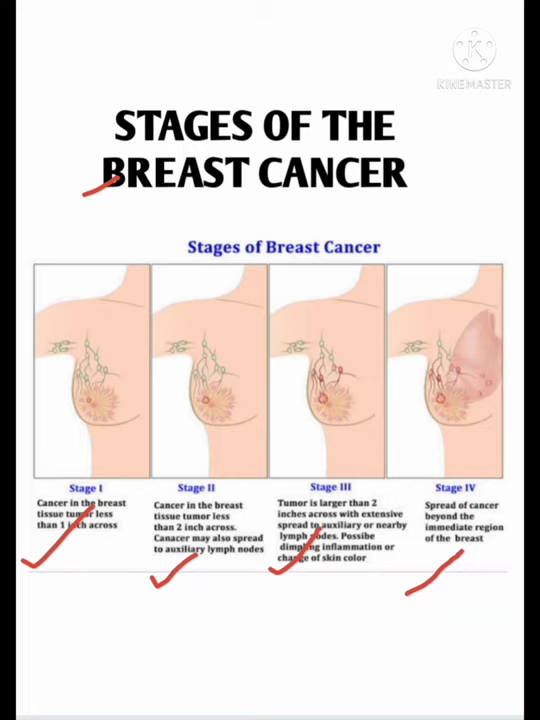 KINEMASTER
STAGES OF THE
BREAST CANCER
Stages of Breast Cancer
Stage I
Cancer in the breast
tissue tumor less
than 1 inch across
Stage II
Cancer in the breast
tissue tumor less
than 2 inch across.
Canacer may also spread
to auxiliary lymph nodes
Stage III
Tumor is larger than 2
inches across with extensive
spread to auxiliary or nearby
lymph nodes. Possibe
dimpling inflammation or
change of skin color
Stage IV
Spread of cancer
beyond the
immediate region
of the breast